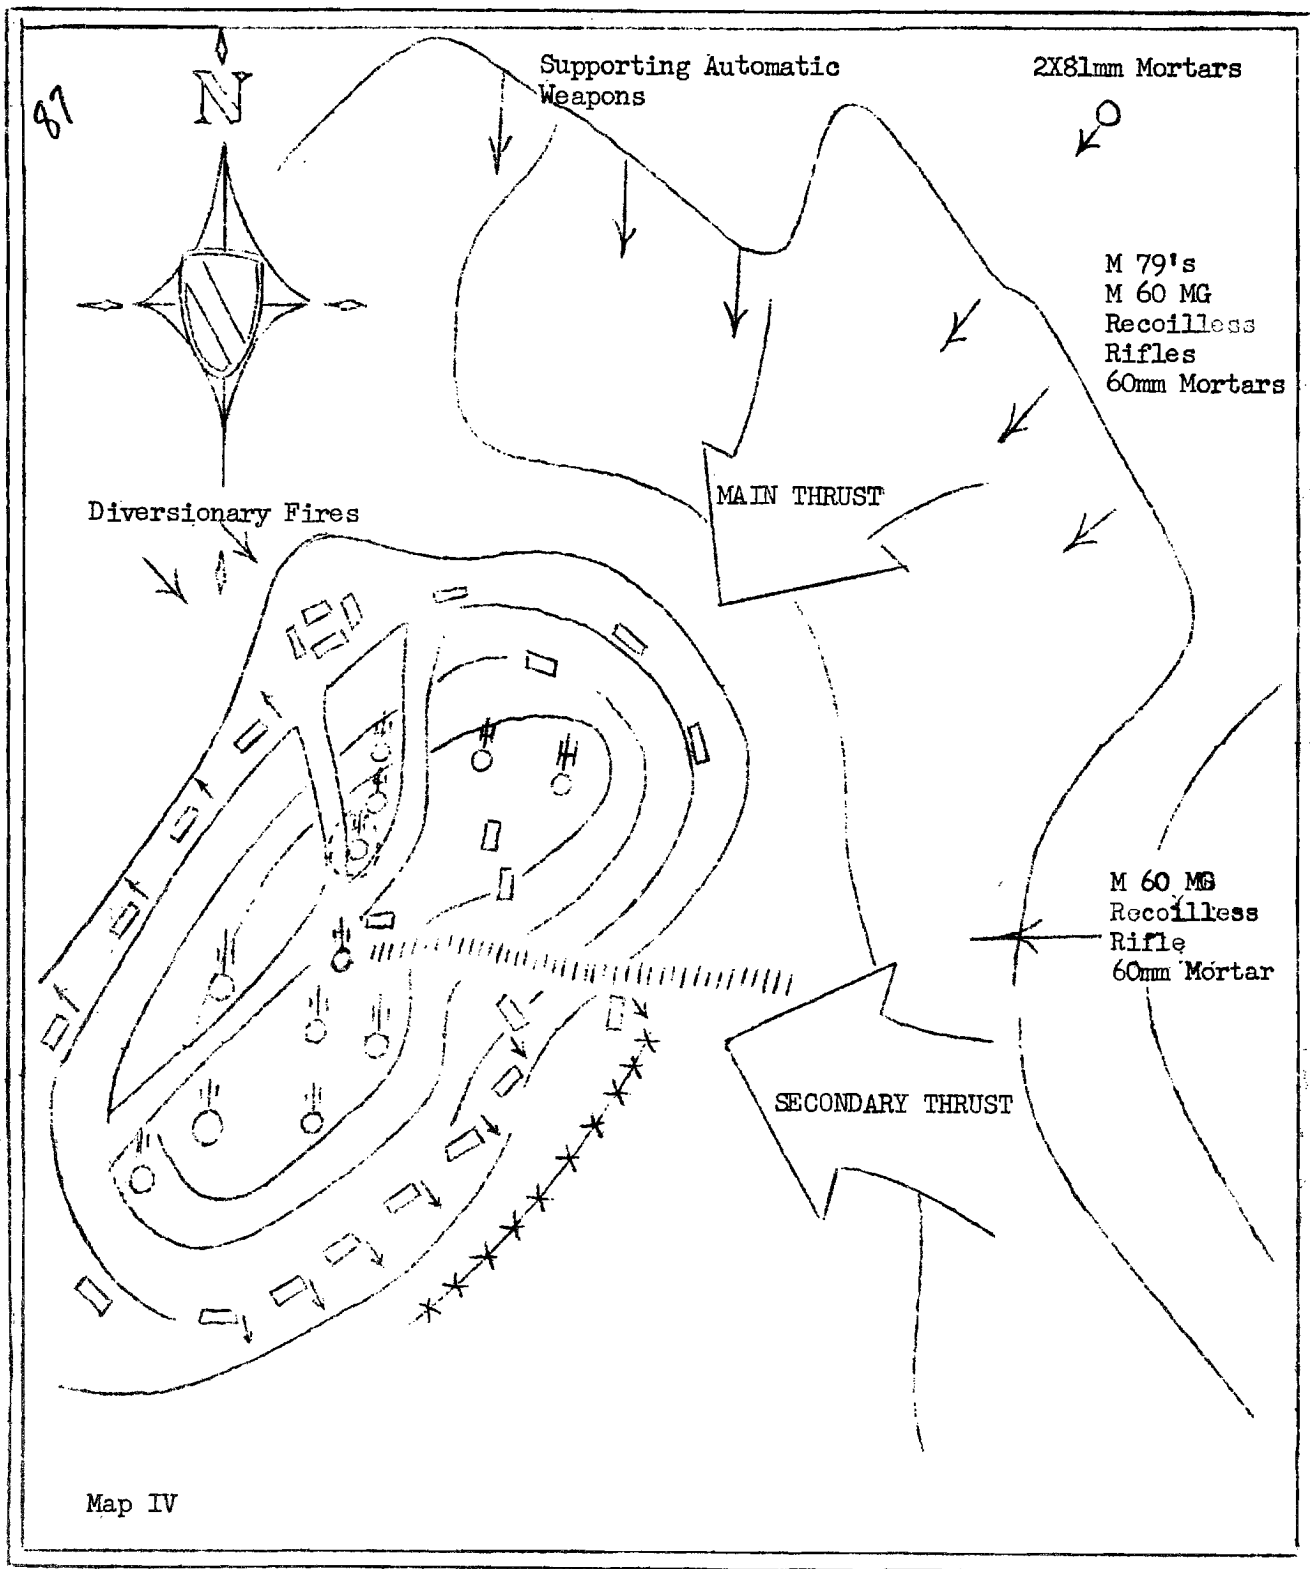 87
N
Supporting Automatic
Weapons
2X81mm Mortars
M 79's
M 60 MG
Recoilless
Rifles
60mm Mortars
MAIN THRUST
Diversionary Fires
M 60 MG
Recoilless
Rifle
60mm Mortar
SECONDARY THRUST
Map IV